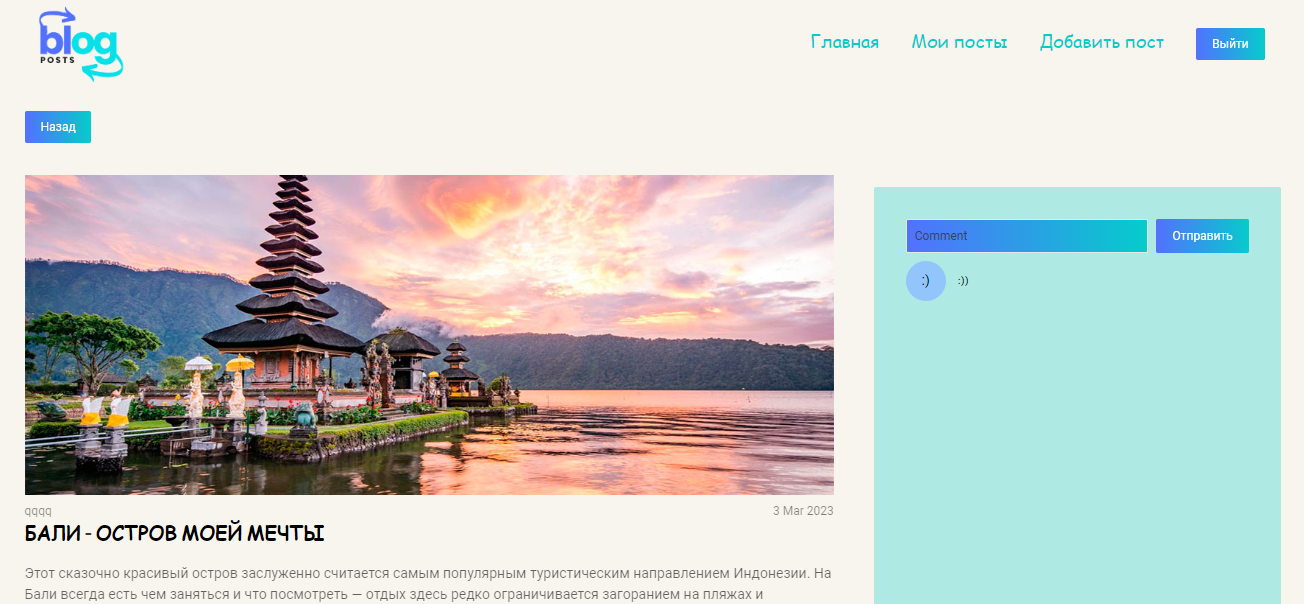 blog
POSTS
Главная
Мои посты
Добавить пост
Выйти
Назад
Comment
Отправить
:)
:))
qqqq
3 Mar 2023
БАЛИ - ОСТРОВ МОЕЙ МЕЧТЫ
Этот сказочно красивый остров заслуженно считается самым популярным туристическим направлением Индонезии. На
Бали всегда есть чем заняться и что посмотреть — отдых здесь редко ограничивается загоранием на пляжах и